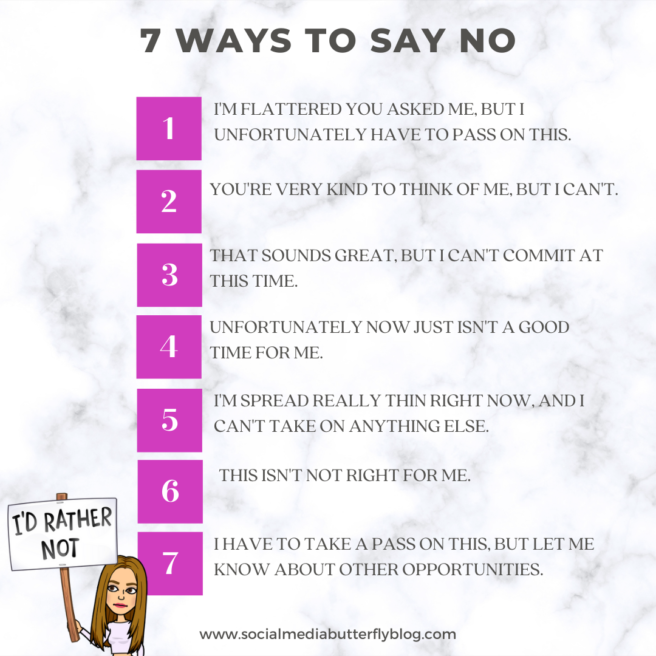 7 WAYS TO SAY NO
1
I'M FLATTERED YOU ASKED ME, BUT I
UNFORTUNATELY HAVE TO PASS ON THIS.
2
YOU'RE VERY KIND TO THINK OF ME, BUT I CAN'T.
3
THAT SOUNDS GREAT, BUT I CAN'T COMMIT AT
THIS TIME.
4
UNFORTUNATELY NOW JUST ISN'T A GOOD
TIME FOR ME.
5
I'M SPREAD REALLY THIN RIGHT NOW, AND I
CAN'T TAKE ON ANYTHING ELSE.
6
THIS ISN'T NOT RIGHT FOR ME.
7
I HAVE TO TAKE A PASS ON THIS, BUT LET ME
KNOW ABOUT OTHER OPPORTUNITIES.
I'D RATHER
NOT
www.socialmediabutterflyblog.com